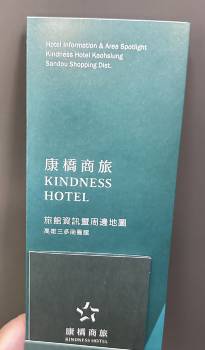 Hotel Information & Area Spotlight
Kindness Hotel Kaohsiung
Sandou Shopping Dist.
康橋商旅
KINDNESS
HOTEL
旅館資訊暨周邊地圖
高雄三多商圈館
康橋商旅
KINDNESS HOTEL